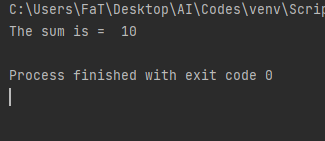 C:\Users\FaT\Desktop\AI\Codes\venv\Scrip
The sum is =  10
Process finished with exit code 0